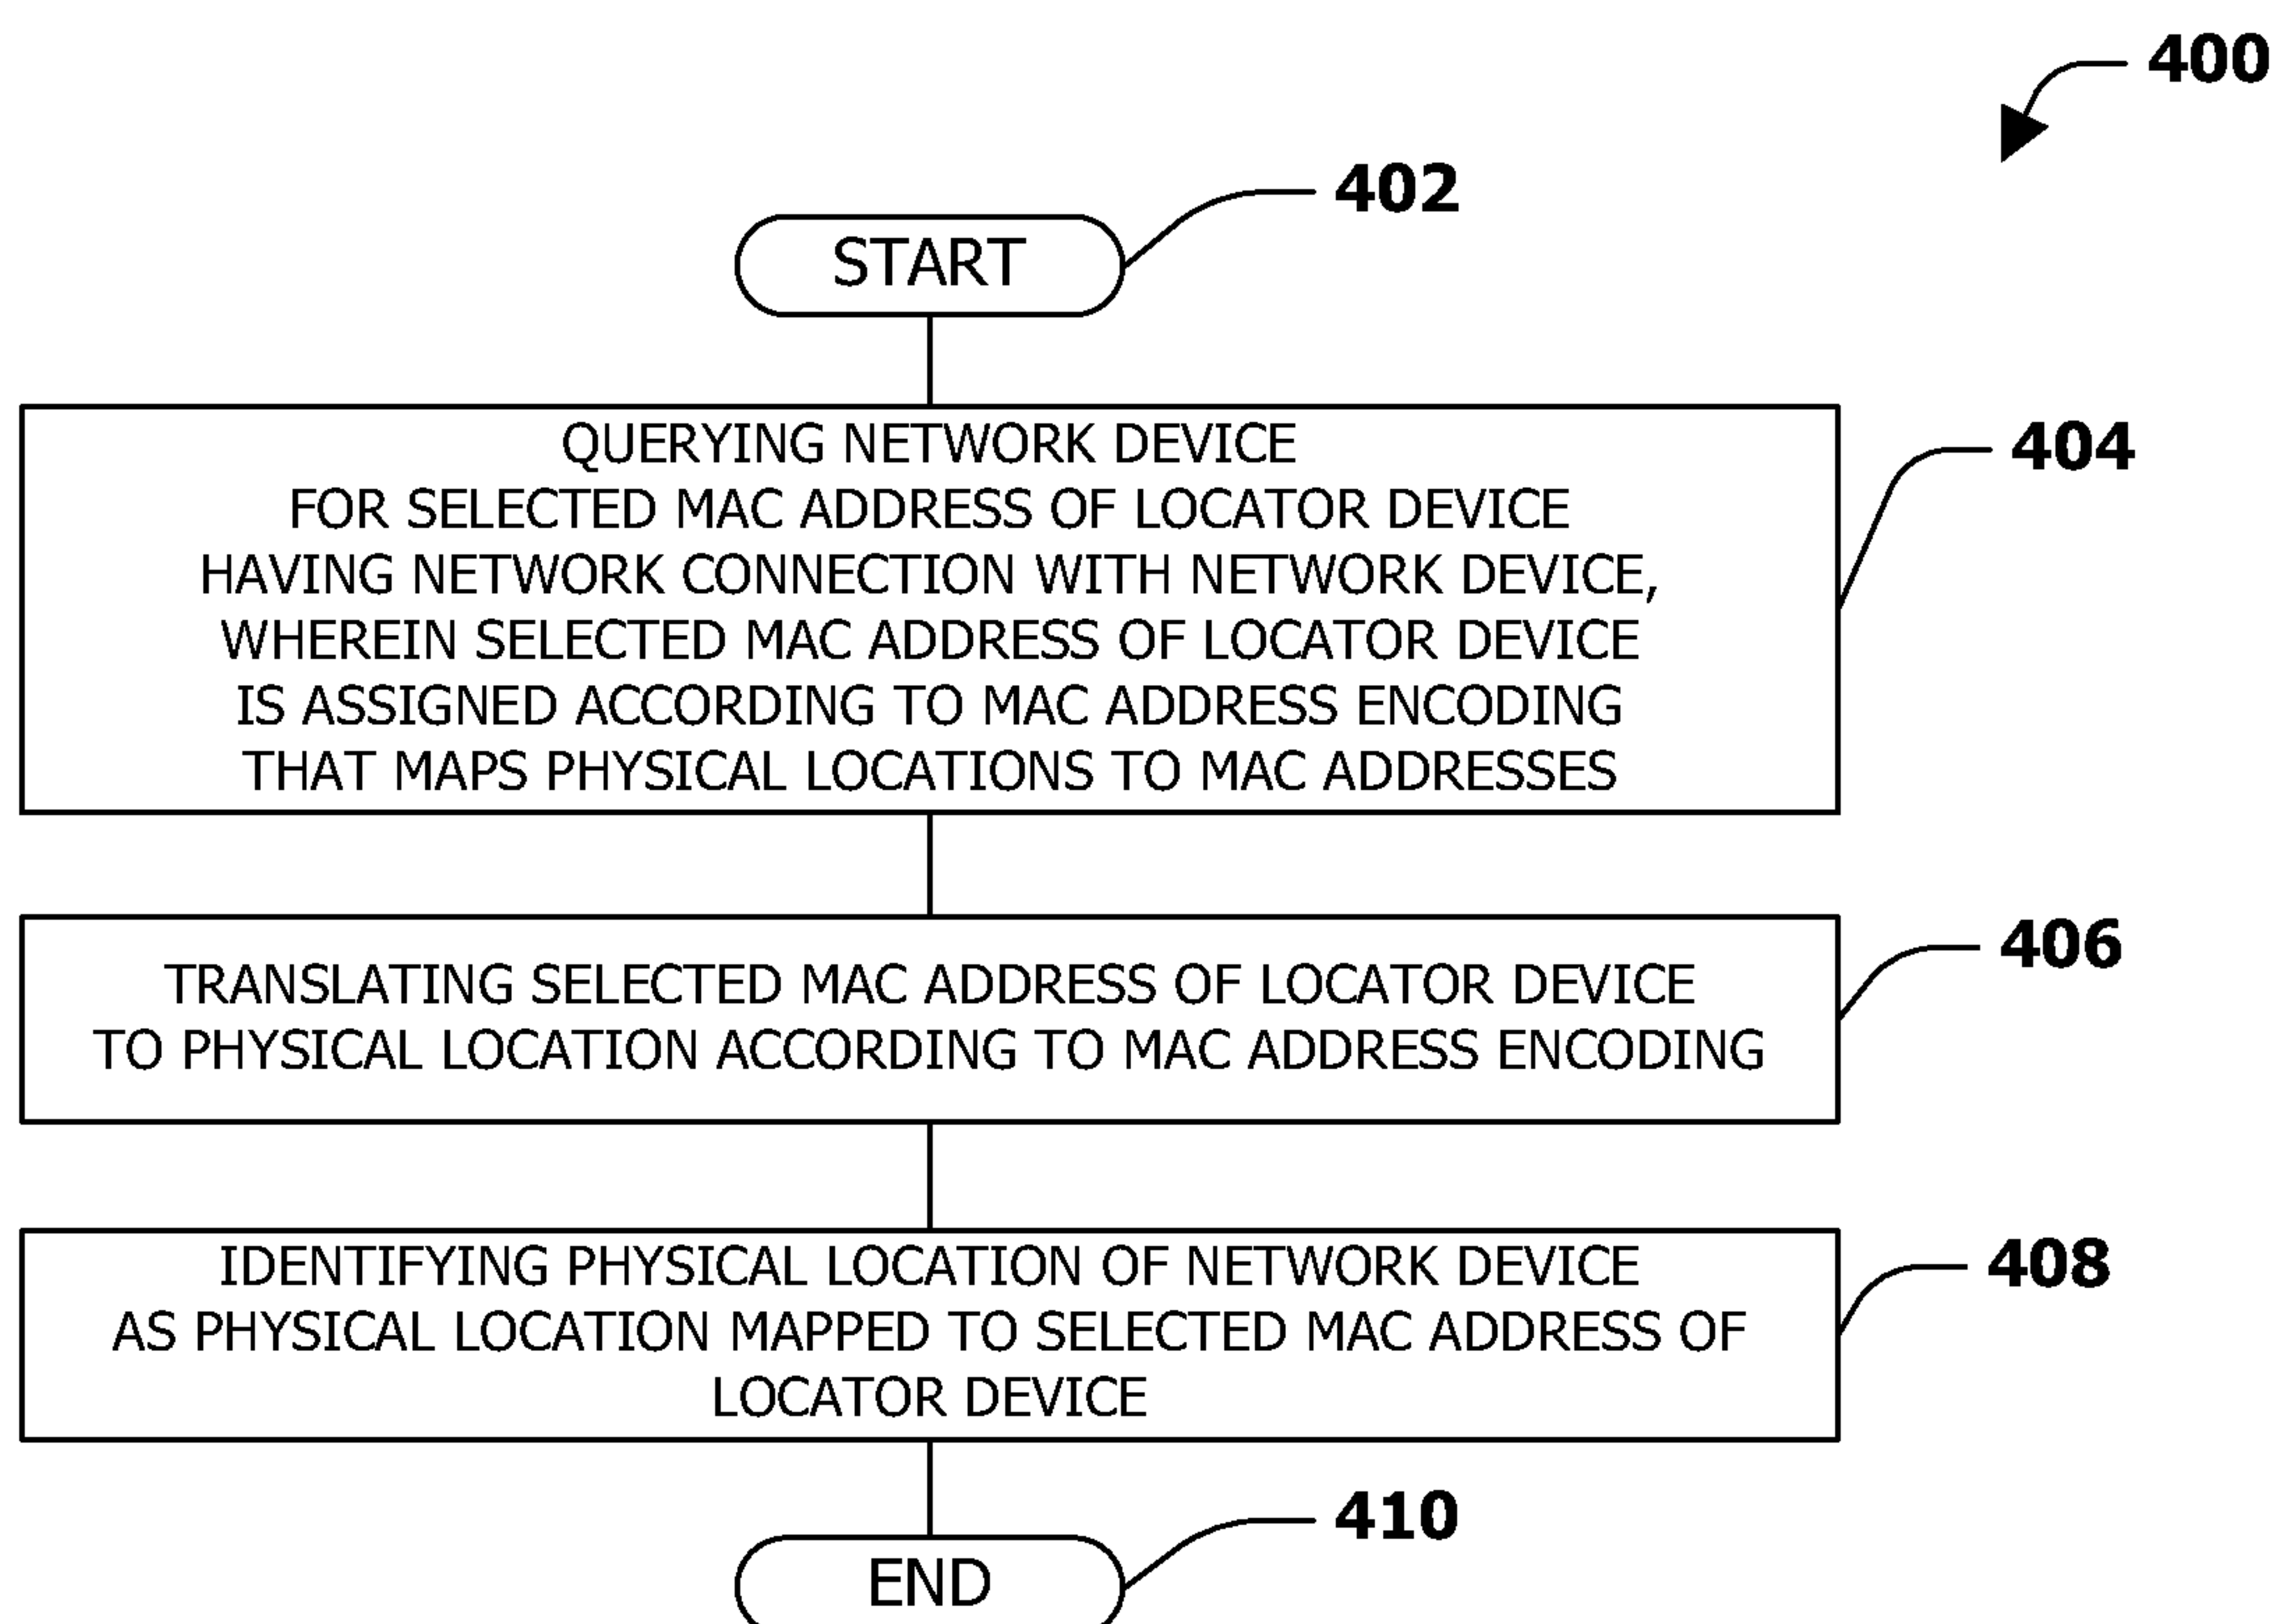 400
402
START
QUERYING NETWORK DEVICE
FOR SELECTED MAC ADDRESS OF LOCATOR DEVICE
HAVING NETWORK CONNECTION WITH NETWORK DEVICE,
WHEREIN SELECTED MAC ADDRESS OF LOCATOR DEVICE
IS ASSIGNED ACCORDING TO MAC ADDRESS ENCODING
THAT MAPS PHYSICAL LOCATIONS TO MAC ADDRESSES
404
TRANSLATING SELECTED MAC ADDRESS OF LOCATOR DEVICE
TO PHYSICAL LOCATION ACCORDING TO MAC ADDRESS ENCODING
406
IDENTIFYING PHYSICAL LOCATION OF NETWORK DEVICE
AS PHYSICAL LOCATION MAPPED TO SELECTED MAC ADDRESS OF
LOCATOR DEVICE
408
410
END